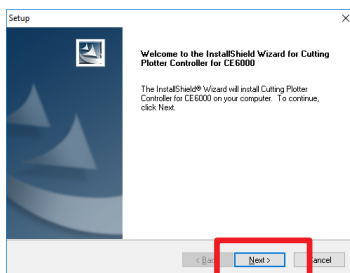 Setup
Welcome to the InstallShield Wizard for Cutting
Plotter Controller for CE6000
The InstallShield® Wizard will install Cutting Plotter
Controller for CE6000 on your computer. To continue,
click Next.
Next >